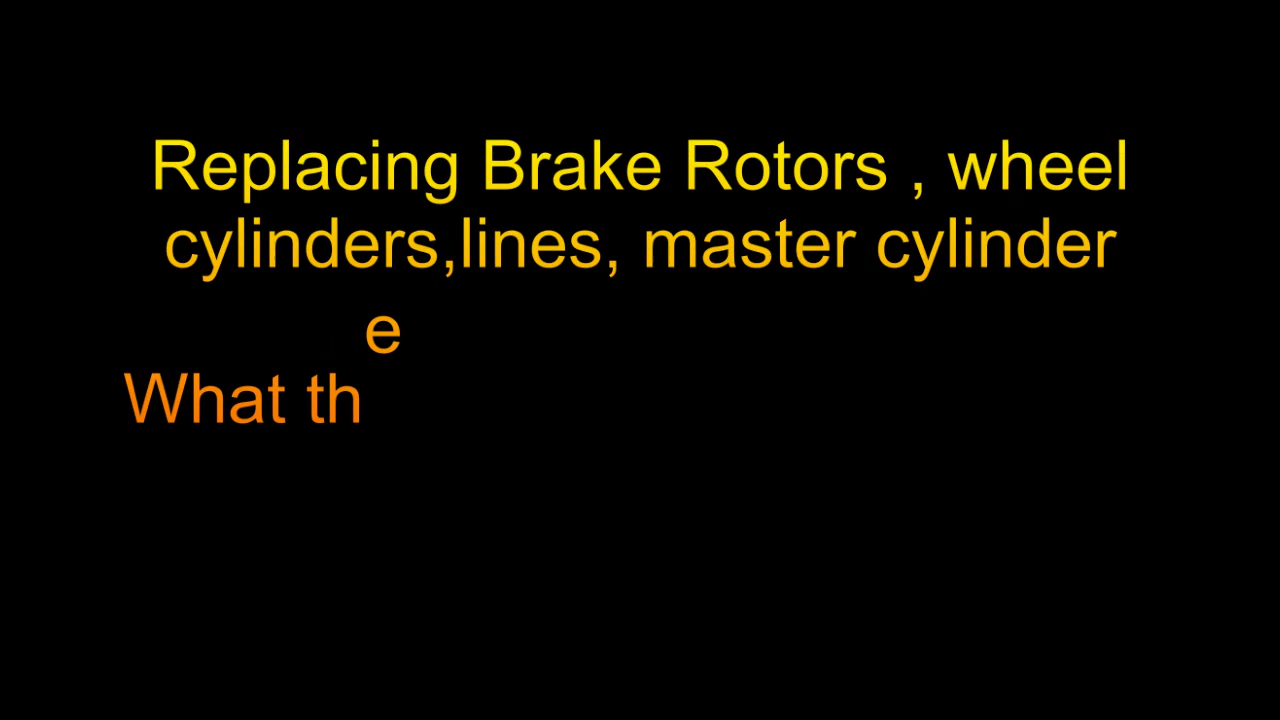 Replacing Brake Rotors , wheel
cylinders,lines, master cylinder
e
What th